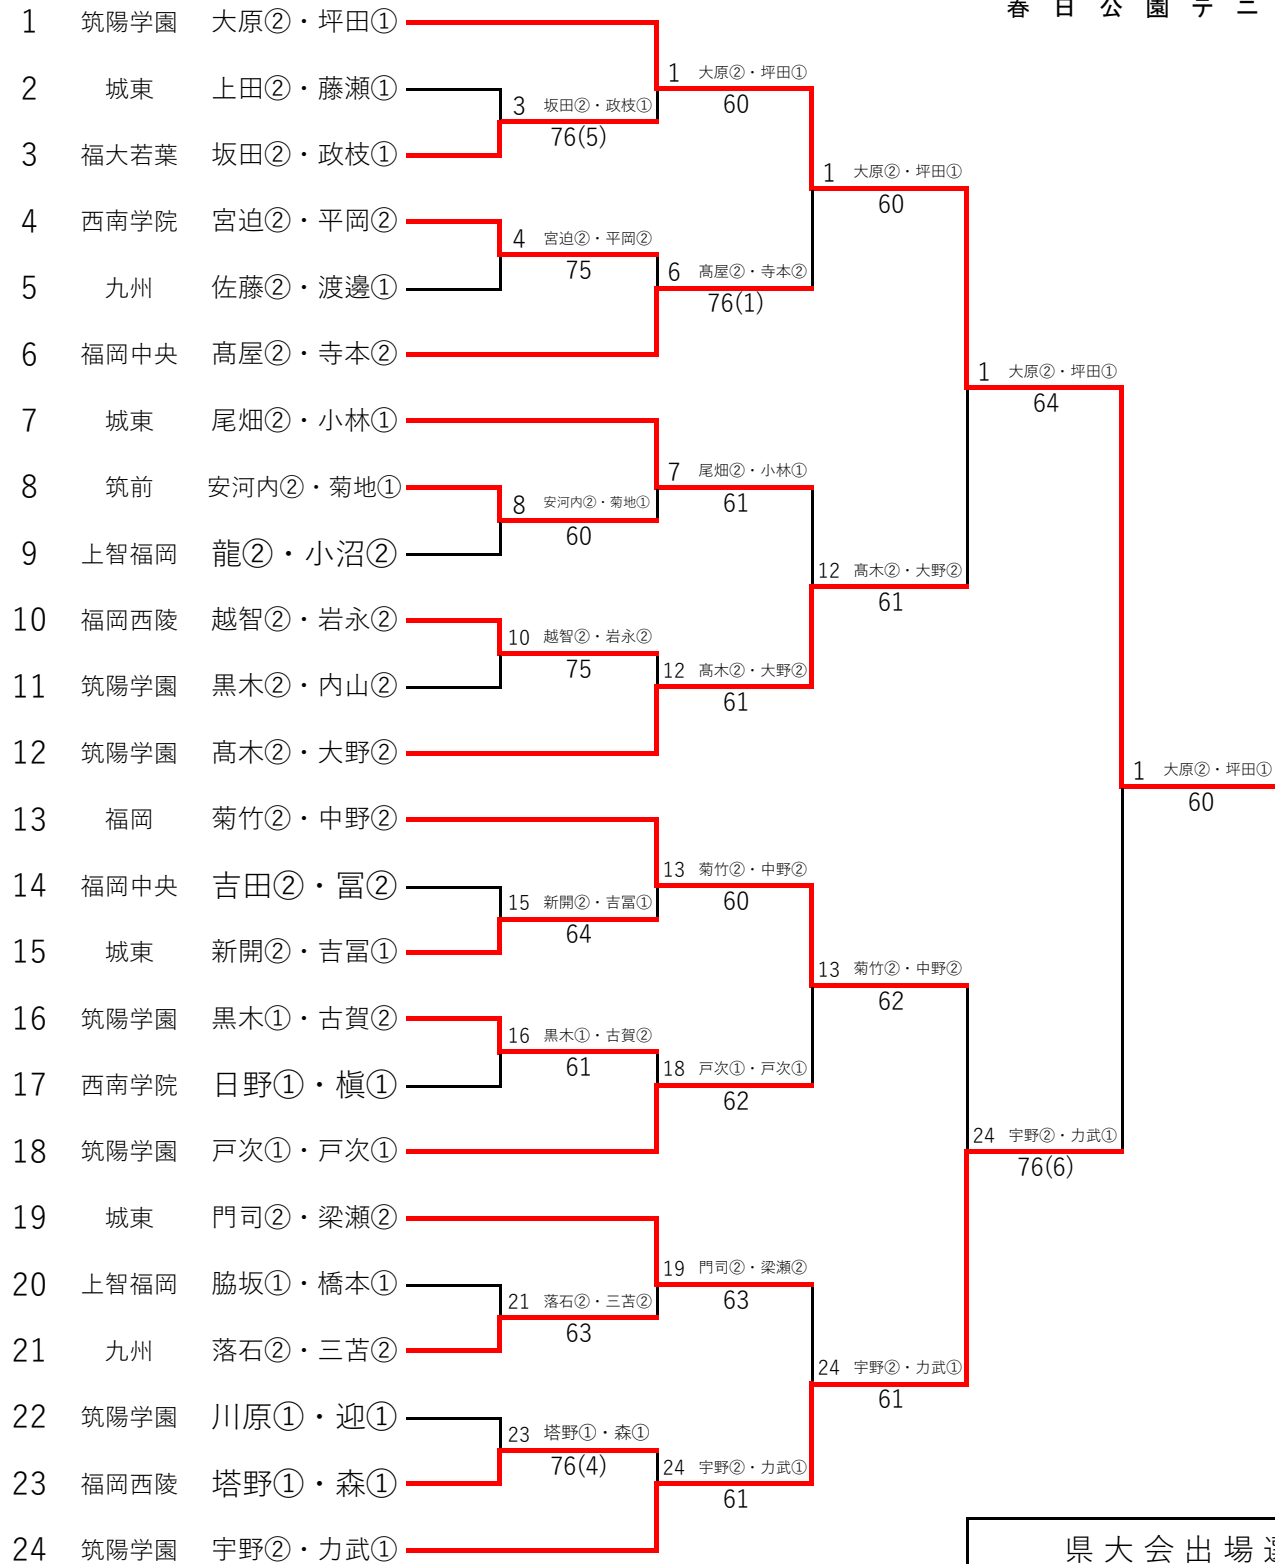 春日公園テニ
1 筑陽学園 大原②・坪田①
2 城東 上田②・藤瀬①
3 福大若葉 坂田②・政枝①
4 西南学院 宮迫②・平岡②
5 九州 佐藤②・渡邊①
6 福岡中央 髙屋②・寺本②
7 城東 尾畑②・小林①
8 筑前 安河内②・菊地①
9 上智福岡 龍②・小沼②
10 福岡西陵 越智②・岩永②
11 筑陽学園 黒木②・内山②
12 筑陽学園 髙木②・大野②
13 福岡 菊竹②・中野②
14 福岡中央 吉田②・冨②
15 城東 新開②・吉冨①
16 筑陽学園 黒木①・古賀②
17 西南学院 日野①・槇①
18 筑陽学園 戸次①・戸次①
19 城東 門司②・梁瀬②
20 上智福岡 脇坂①・橋本①
21 九州 落石②・三苫②
22 筑陽学園 川原①・迎①
23 福岡西陵 塔野①・森①
24 筑陽学園 宇野②・力武①
3 坂田②・政枝①
76(5)
4 宮迫②・平岡②
75
8 安河内②・菊地①
60
10 越智②・岩永②
75
15 新開②・吉冨①
64
16 黒木①・古賀②
61
21 落石②・三苫②
63
23 塔野①・森①
76(4)
1 大原②・坪田①
60
6 髙屋②・寺本②
76(1)
7 尾畑②・小林①
61
12 髙木②・大野②
61
13 菊竹②・中野②
60
18 戸次①・戸次①
62
19 門司②・梁瀬②
63
24 宇野②・力武①
61
1 大原②・坪田①
60
12 髙木②・大野②
61
13 菊竹②・中野②
62
24 宇野②・力武①
61
1 大原②・坪田①
64
24 宇野②・力武①
76(6)
1 大原②・坪田①
60
県大会出場選